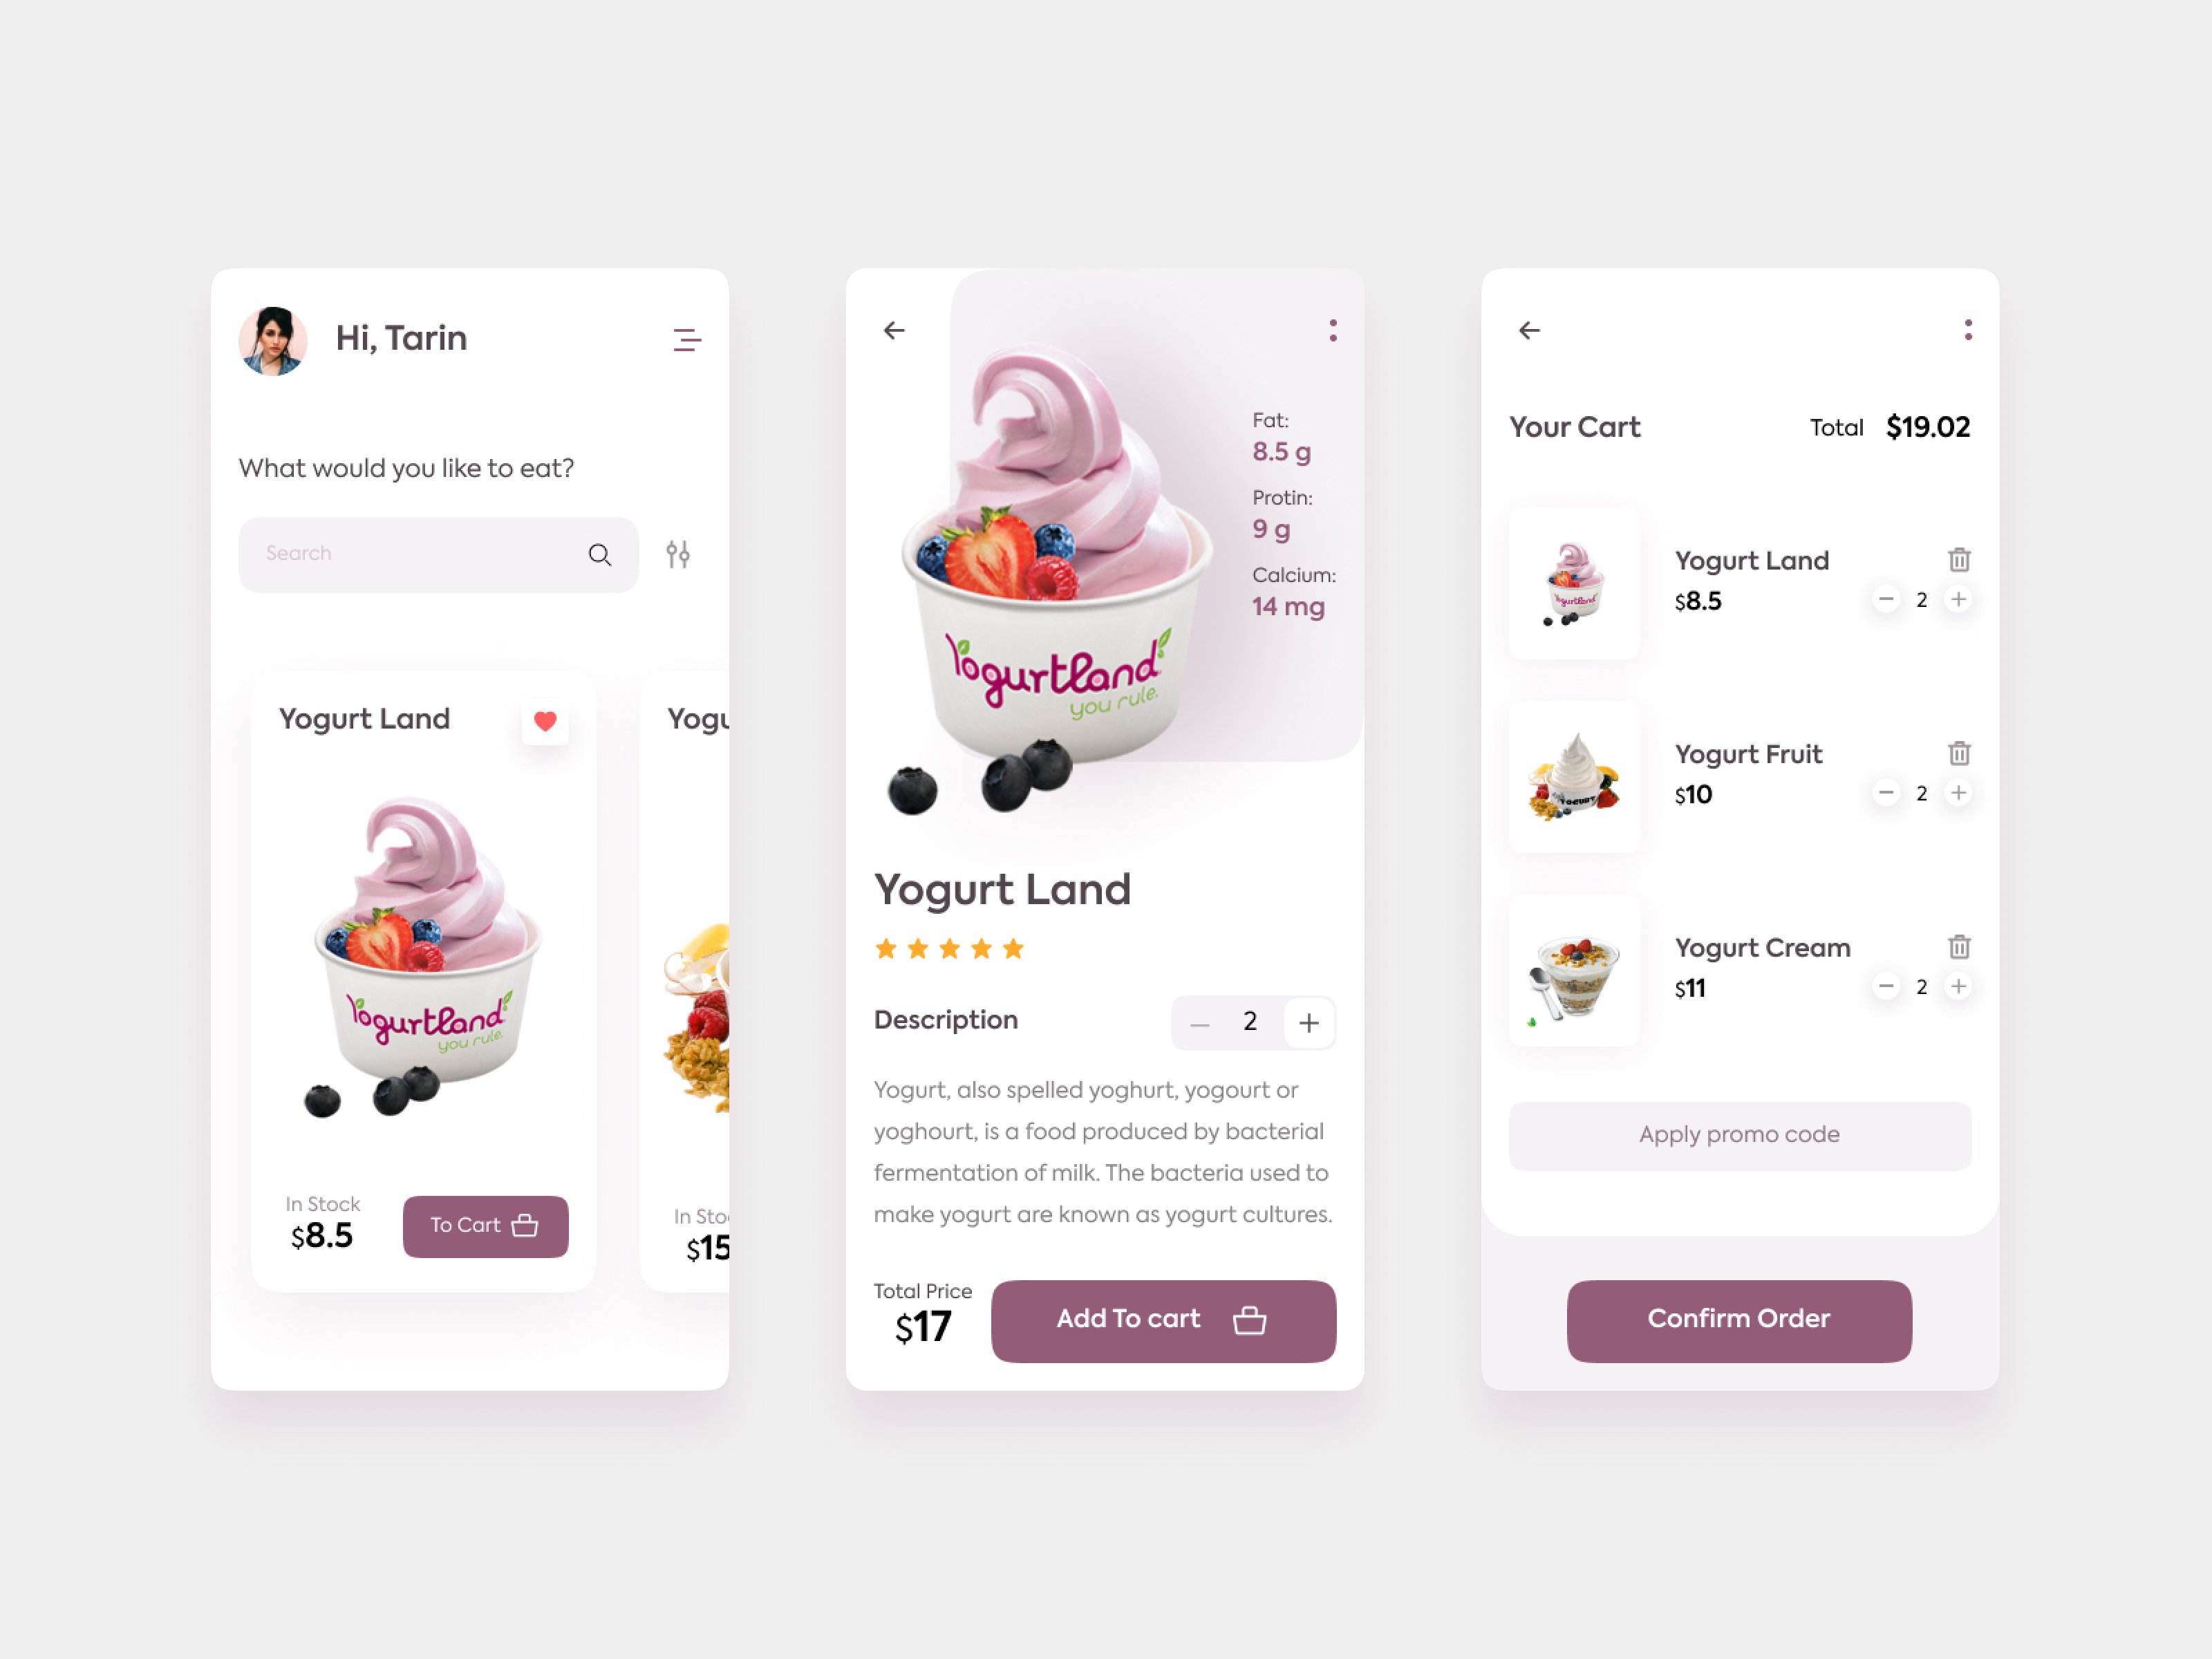 Hi, Tarin
What would you like to eat?
Search
Yogurt Land
Yogurtland
you rule.
In Stock
$8.5
To Cart
Yogu
In Sto
$15
Fat:
8.5 g
Protin:
9 g
Calcium:
14 mg
Yogurtland
you rule.
Yogurt Land
Description
2
Yogurt, also spelled yoghurt, yogourt or
yoghourt, is a food produced by bacterial
fermentation of milk. The bacteria used to
make yogurt are known as yogurt cultures.
Total Price
$17
Add To cart
Your Cart
Total $19.02
Yogurtland
Yogurt Land
$8.5
2
YOGURT
Yogurt Fruit
$10
2
Yogurt Cream
$11
2
Apply promo code
Confirm Order